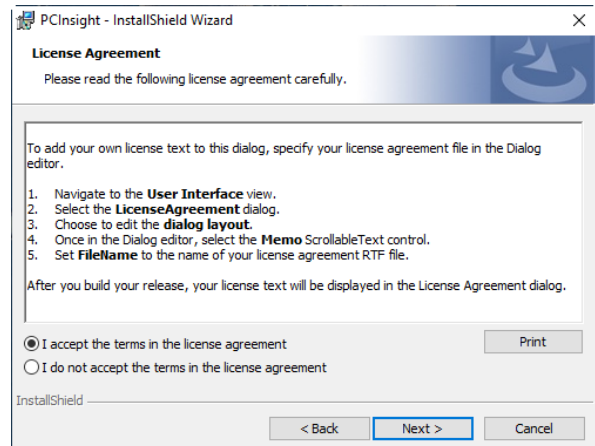 PCInsight - InstallShield Wizard
License Agreement
Please read the following license agreement carefully.
To add your own license text to this dialog, specify your license agreement file in the Dialog
editor.
1. Navigate to the User Interface view.
2. Select the LicenseAgreement dialog.
3. Choose to edit the dialog layout.
4. Once in the Dialog editor, select the Memo ScrollableText control.
5. Set FileName to the name of your license agreement RTF file.
After you build your release, your license text will be displayed in the License Agreement dialog.
I accept the terms in the license agreement
Print
I do not accept the terms in the license agreement
InstallShield
< Back
Next >
Cancel